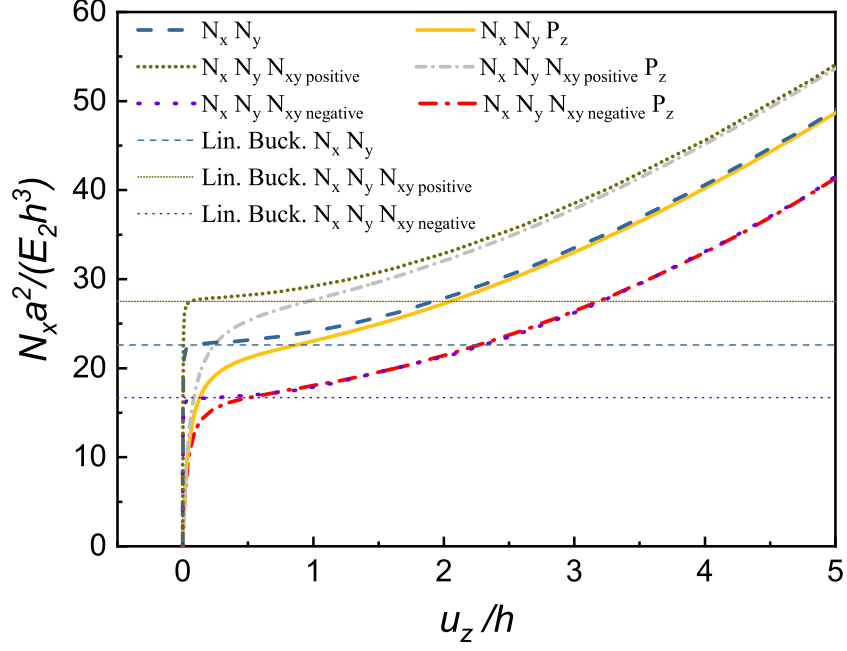 60
50
40
30
20
10
0
N_x a^2/(E_2h^3)
N_x N_y
N_x N_y P_z
N_x N_y N_xy positive
N_x N_y N_xy positive P_z
N_x N_y N_xy negative
N_x N_y N_xy negative P_z
Lin. Buck. N_x N_y
Lin. Buck. N_x N_y N_xy positive
Lin. Buck. N_x N_y N_xy negative
0 1 2 3 4 5
u_z /h